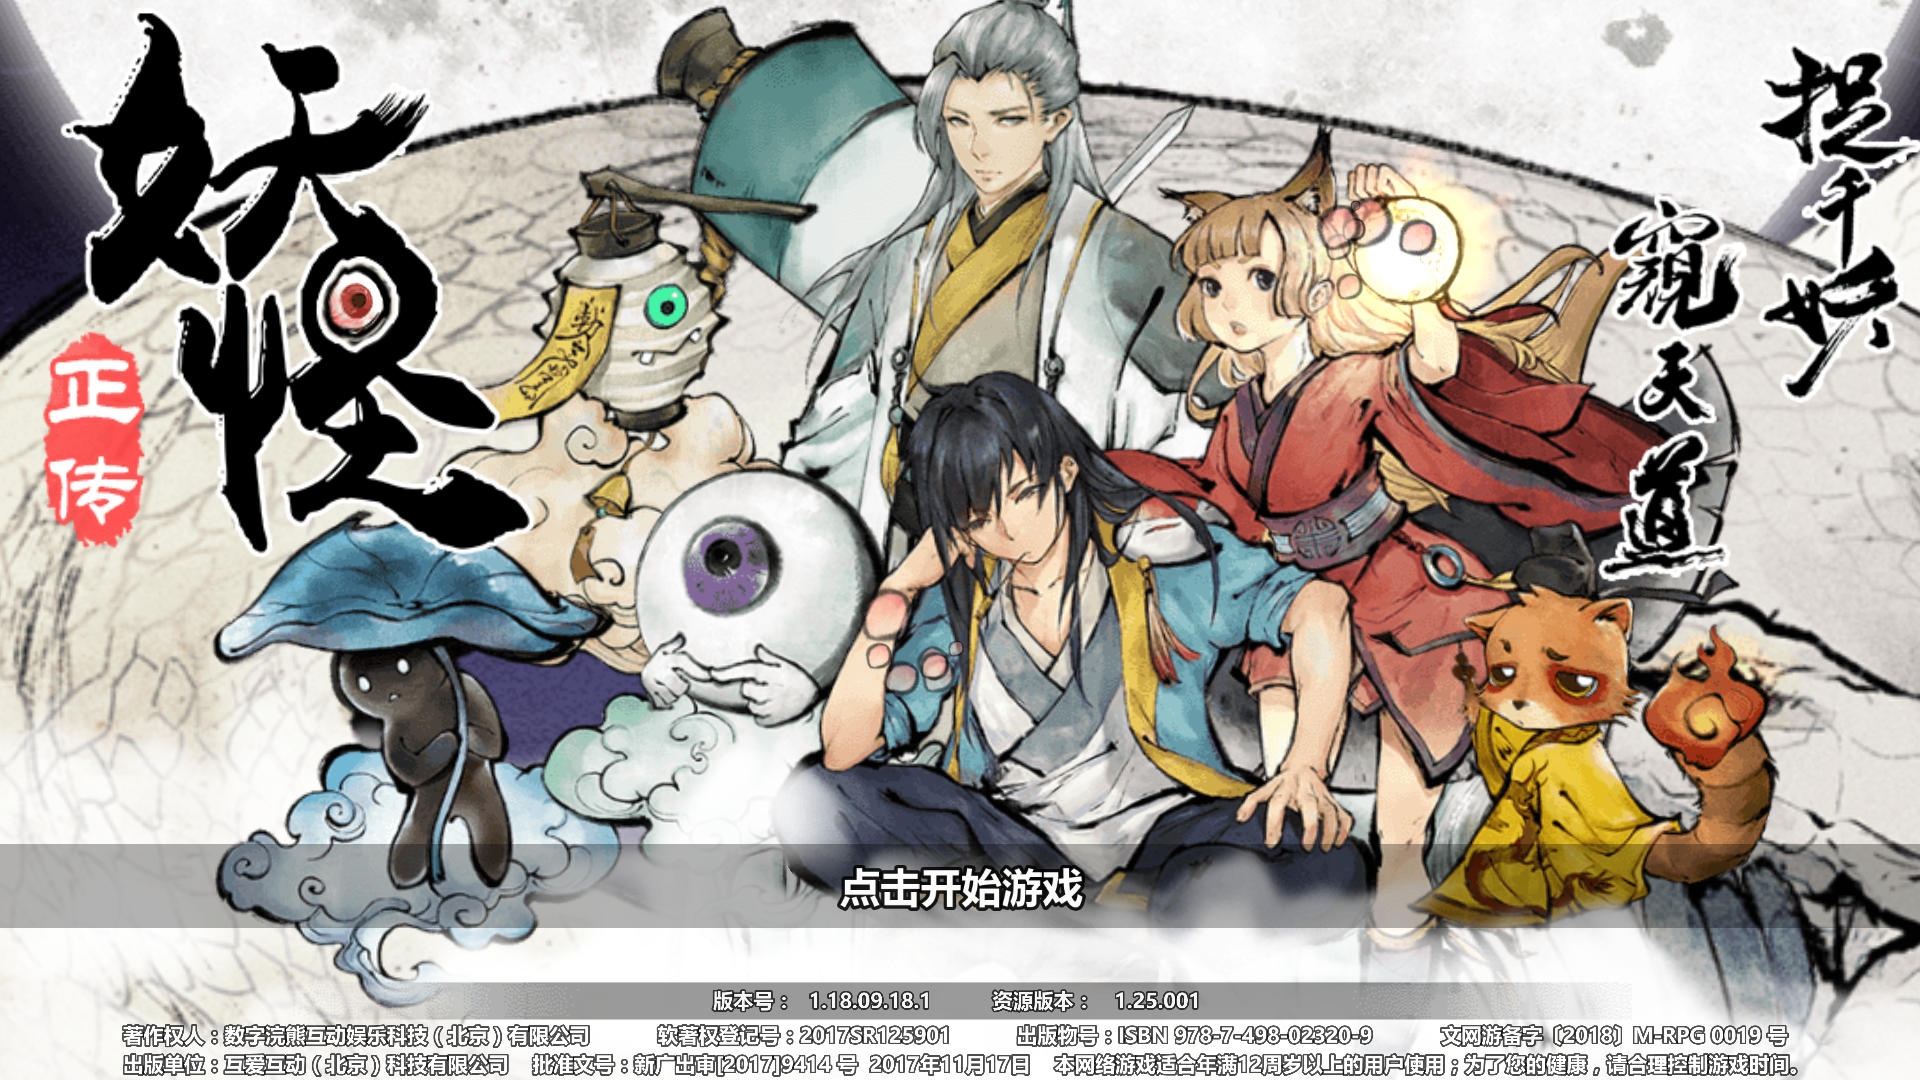 妖怪
正传
捉千妖
窥天道
点击开始游戏
版本号： 1.18.09.18.1 资源版本： 1.25.001
著作权人：数字浣熊互动娱乐科技（北京）有限公司 软著权登记号：2017SR125901 出版物号：ISBN 978-7-498-02320-9 文网游备字〔2018〕M-RPG 0019 号
出版单位：互爱互动（北京）科技有限公司 批准文号：新广出审[2017]9414 号 2017年11月17日 本网络游戏适合年满12周岁以上的用户使用；为了您的健康，请合理控制游戏时间。